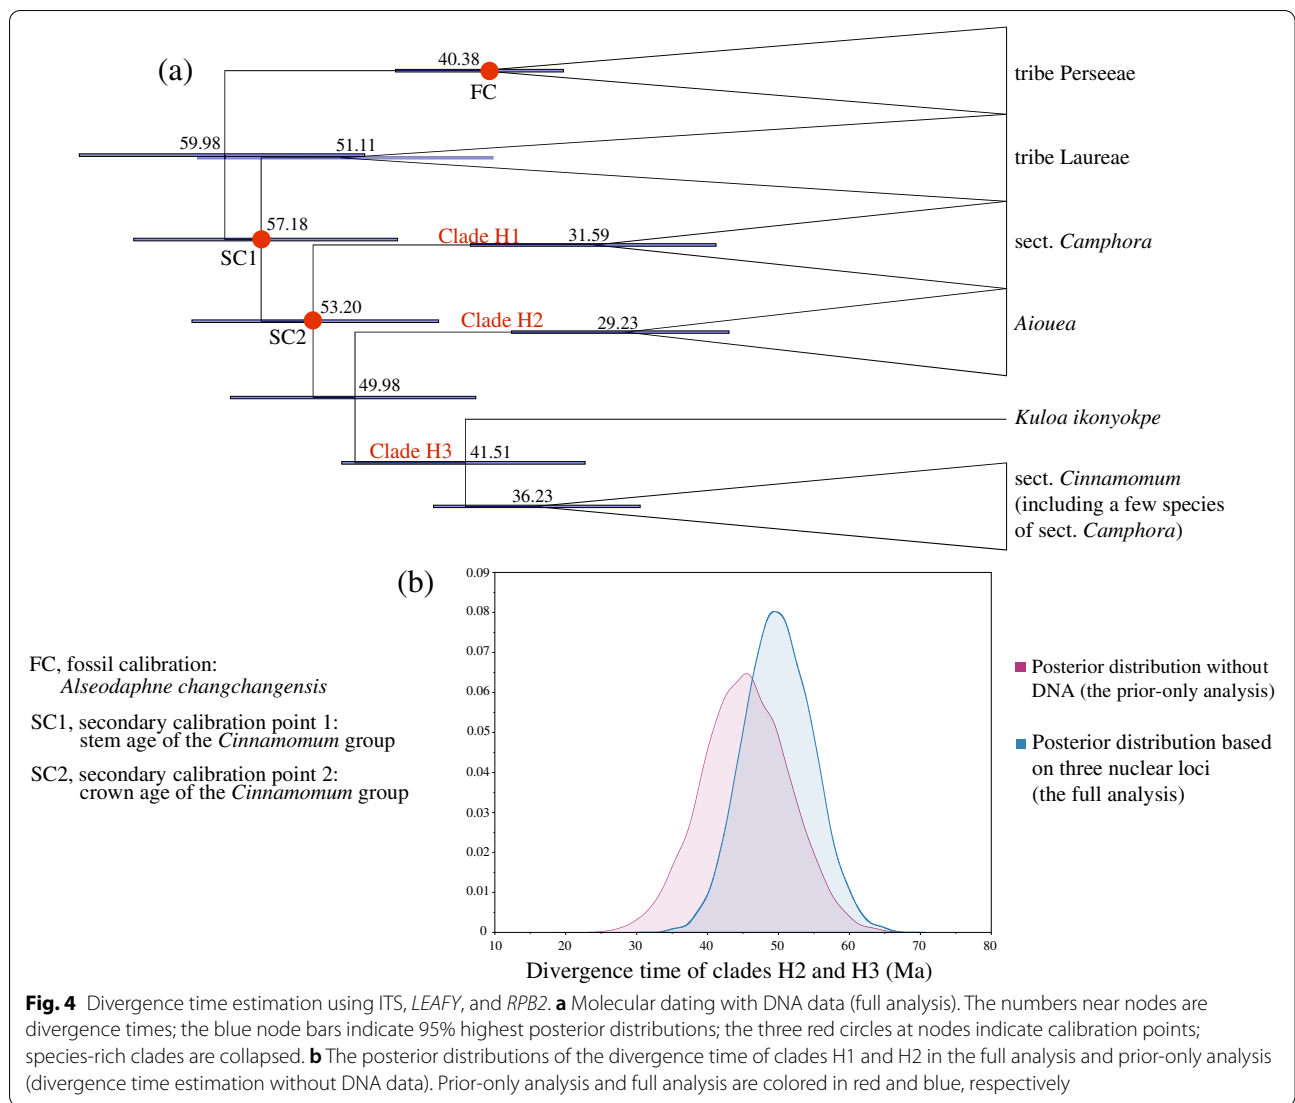 (a)
40.38
FC
tribe Perseeae
59.98
51.11
tribe Laureae
57.18
SC1
Clade H1
31.59
sect. Camphora
53.20
SC2
Clade H2
29.23
Aiouea
49.98
Kuloa ikonyokpe
Clade H3
41.51
36.23
sect. Cinnamomum
(including a few species
of sect. Camphora)
(b)
0.09
0.08
0.07
0.06
0.05
0.04
0.03
0.02
0.01
0
10 20 30 40 50 60 70 80
Divergence time of clades H2 and H3 (Ma)
FC, fossil calibration:
Alseodaphne changchangensis
SC1, secondary calibration point 1:
stem age of the Cinnamomum group
SC2, secondary calibration point 2:
crown age of the Cinnamomum group
Posterior distribution without
DNA (the prior-only analysis)
Posterior distribution based
on three nuclear loci
(the full analysis)
Fig. 4 Divergence time estimation using ITS, LEAFY, and RPB2. a Molecular dating with DNA data (full analysis). The numbers near nodes are
divergence times; the blue node bars indicate 95% highest posterior distributions; the three red circles at nodes indicate calibration points;
species-rich clades are collapsed. b The posterior distributions of the divergence time of clades H1 and H2 in the full analysis and prior-only analysis
(divergence time estimation without DNA data). Prior-only analysis and full analysis are colored in red and blue, respectively